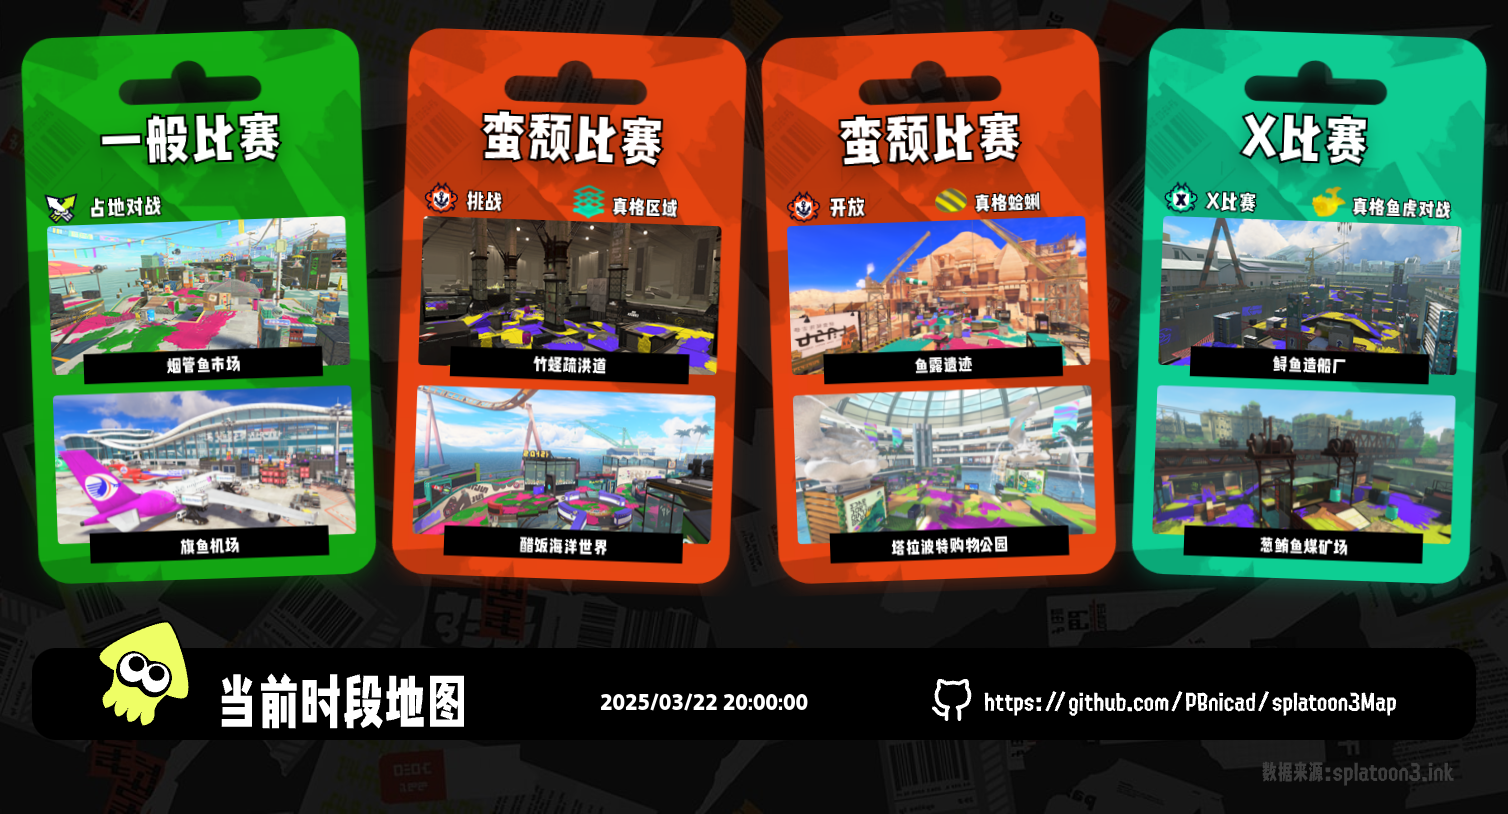 一般比赛
占地对战
烟管鱼市场
旗鱼机场
蛮颓比赛
挑战
真格区域
竹蛏疏洪道
醋饭海洋世界
蛮颓比赛
开放
真格蛤蜊
鱼露遗迹
塔拉波特购物公园
X比赛
X比赛
真格鱼虎对战
鲟鱼造船厂
葱鲔鱼煤矿场
当前时段地图
2025/03/22 20:00:00
https://github.com/PBnicad/splatoon3Map
数据来源:splatoon3.ink